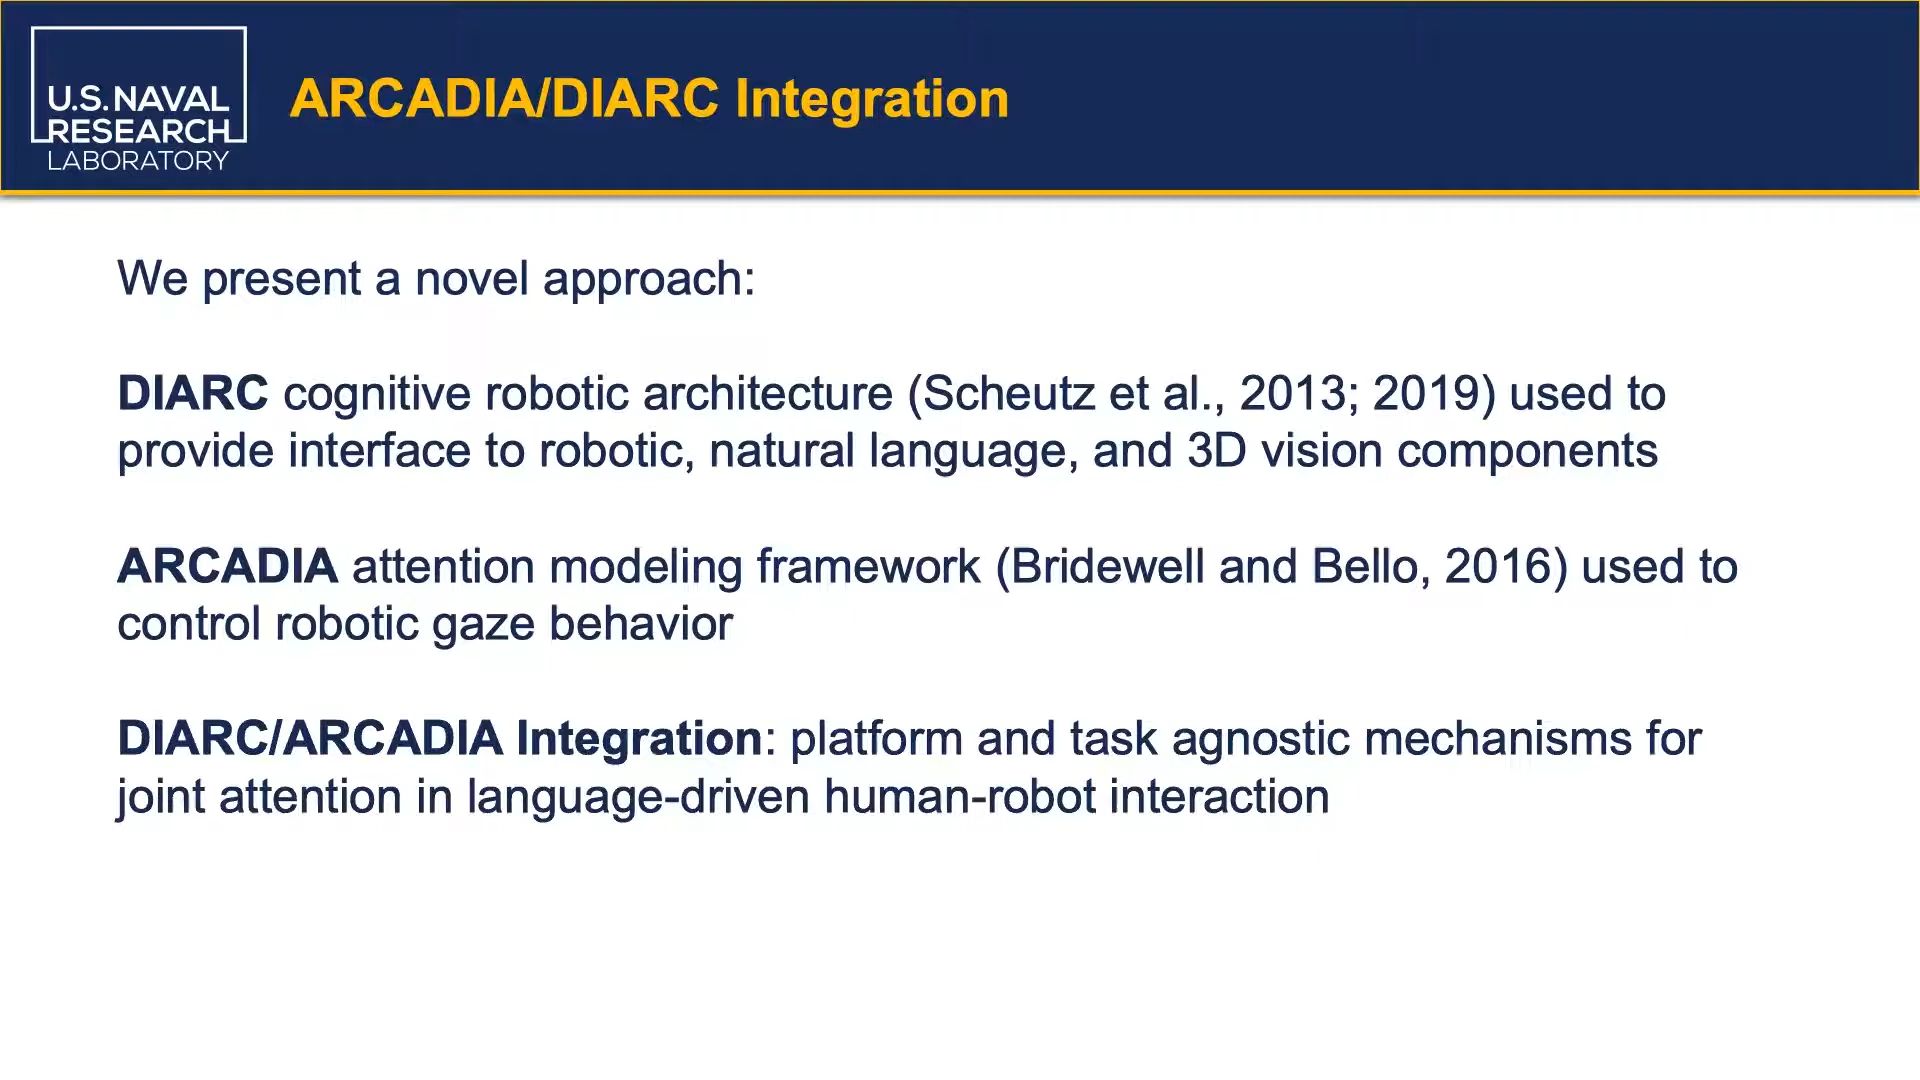 U.S. NAVAL
RESEARCH
LABORATORY
ARCADIA/DIARC Integration
We present a novel approach:
DIARC cognitive robotic architecture (Scheutz et al., 2013; 2019) used to
provide interface to robotic, natural language, and 3D vision components
ARCADIA attention modeling framework (Bridewell and Bello, 2016) used to
control robotic gaze behavior
DIARC/ARCADIA Integration: platform and task agnostic mechanisms for
joint attention in language-driven human-robot interaction